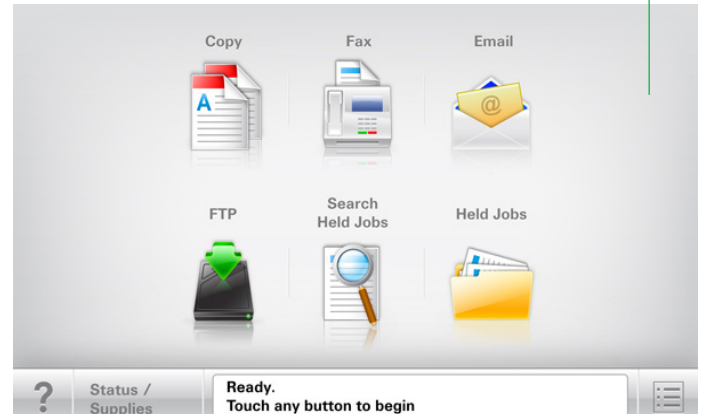 Copy
Fax
Email
A
@
FTP
Search
Held Jobs
Held Jobs
?
Status /
Supplies
Ready.
Touch any button to begin